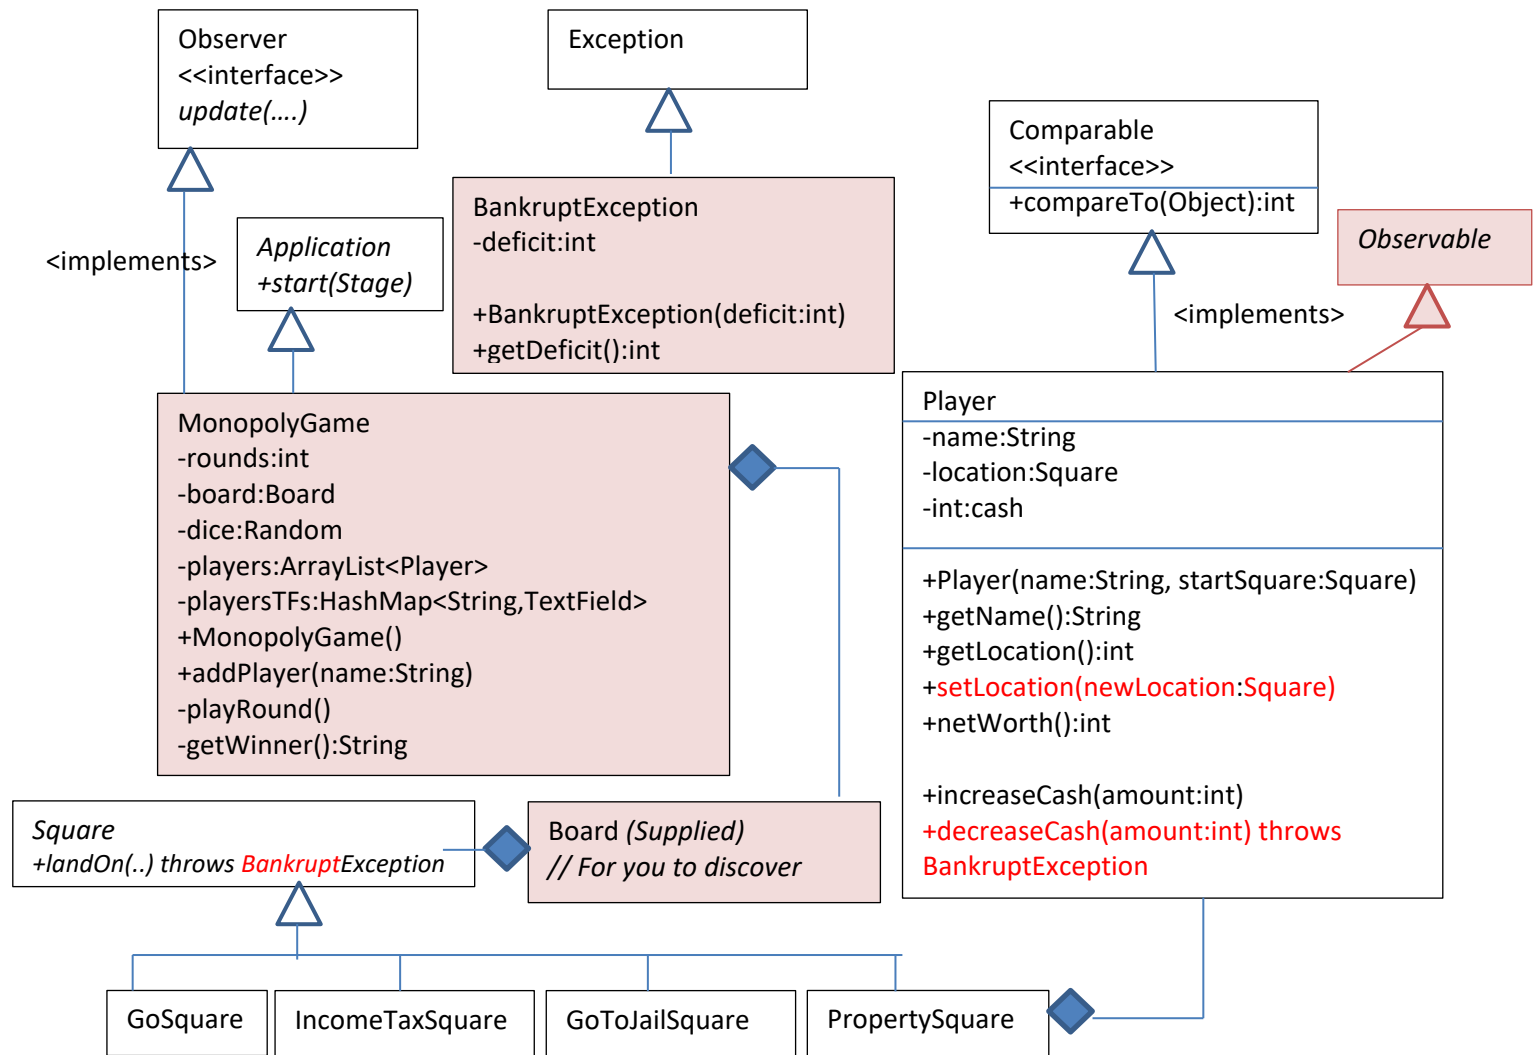 Observer
<<interface>>
update(....)
Exception
Comparable
<<interface>>
+compareTo(Object):int
Observable
<implements>
Application
+start(Stage)
BankruptException
-deficit:int
+BankruptException(deficit:int)
+getDeficit():int
<implements>
MonopolyGame
-rounds:int
-board:Board
-dice:Random
-players:ArrayList<Player>
-playersTFs:HashMap<String,TextField>
+MonopolyGame()
+addPlayer(name:String)
-playRound()
-getWinner():String
Player
-name:String
-location:Square
-int:cash
+Player(name:String, startSquare:Square)
+getName():String
+getLocation():int
+setLocation(newLocation:Square)
+netWorth():int
+increaseCash(amount:int)
+decreaseCash(amount:int) throws
BankruptException
Square
+landOn(..) throws BankruptException
Board (Supplied)
// For you to discover
GoSquare
IncomeTaxSquare
GoToJailSquare
PropertySquare